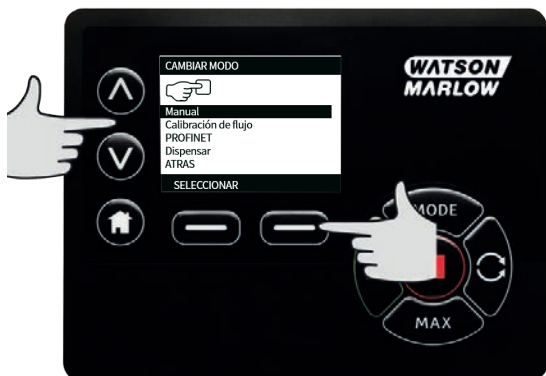 CAMBIAR MODO
Manual
Calibración de flujo
PROFINET
Dispensar
ATRAS
SELECCIONAR
WATSON
MARLOW
MODE
MAX